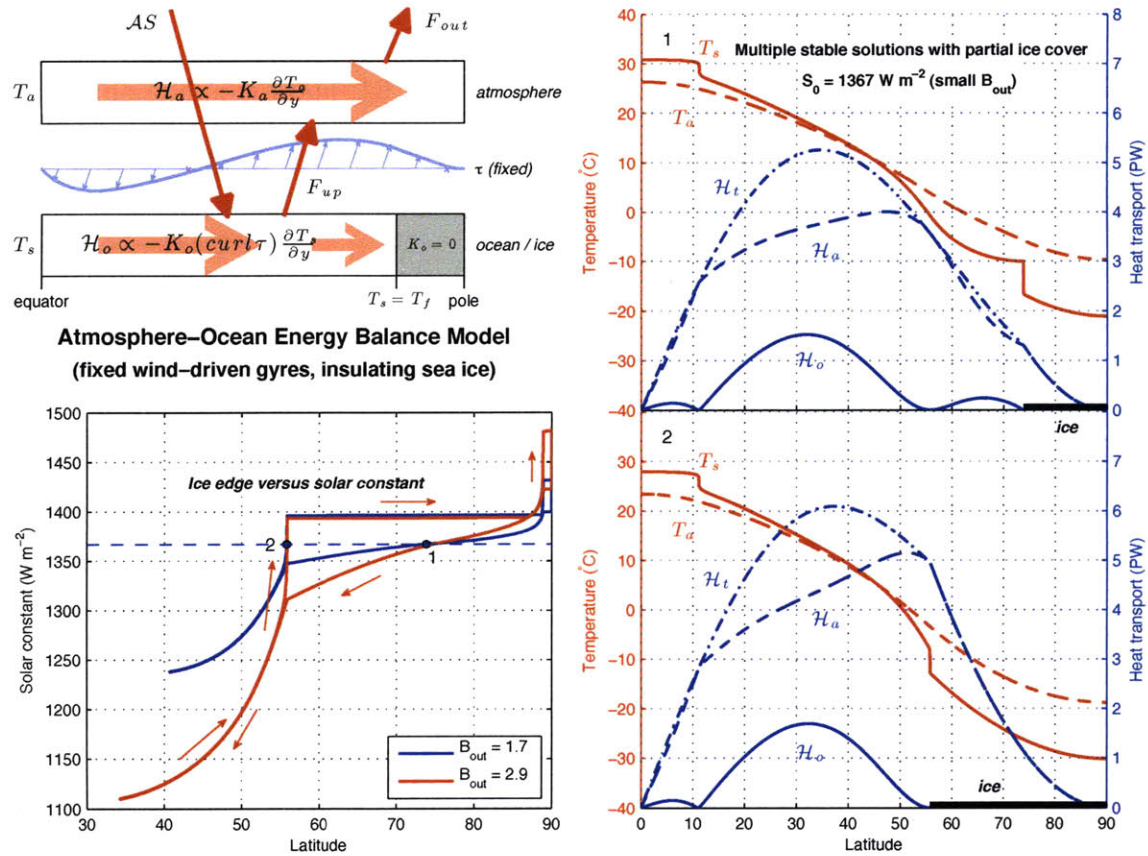 𝒜S
F_out
T_a
ℋ_a ∝ −K_a ∂T_a/∂y
atmosphere
τ (fixed)
F_up
T_s
ℋ_o ∝ −K_o(curl τ) ∂T_s/∂y
K_o = 0
ocean / ice
equator
T_s = T_f
pole
Atmosphere–Ocean Energy Balance Model
(fixed wind–driven gyres, insulating sea ice)
1500
1450
1400
1350
1300
1250
1200
1150
1100
Solar constant (W m⁻²)
Ice edge versus solar constant
2
1
B_out = 1.7
B_out = 2.9
30 40 50 60 70 80 90
Latitude
1
T_s
Multiple stable solutions with partial ice cover
S_0 = 1367 W m⁻² (small B_out)
T_a
ℋ_t
ℋ_a
ℋ_o
ice
40
30
20
10
0
−10
−20
−30
−40
Temperature (°C)
8
7
6
5
4
3
2
1
0
Heat transport (PW)
2
T_s
T_a
ℋ_t
ℋ_a
ℋ_o
ice
30
20
10
0
−10
−20
−30
−40
Temperature (°C)
7
6
5
4
3
2
1
0
Heat transport (PW)
0 10 20 30 40 50 60 70 80 90
Latitude